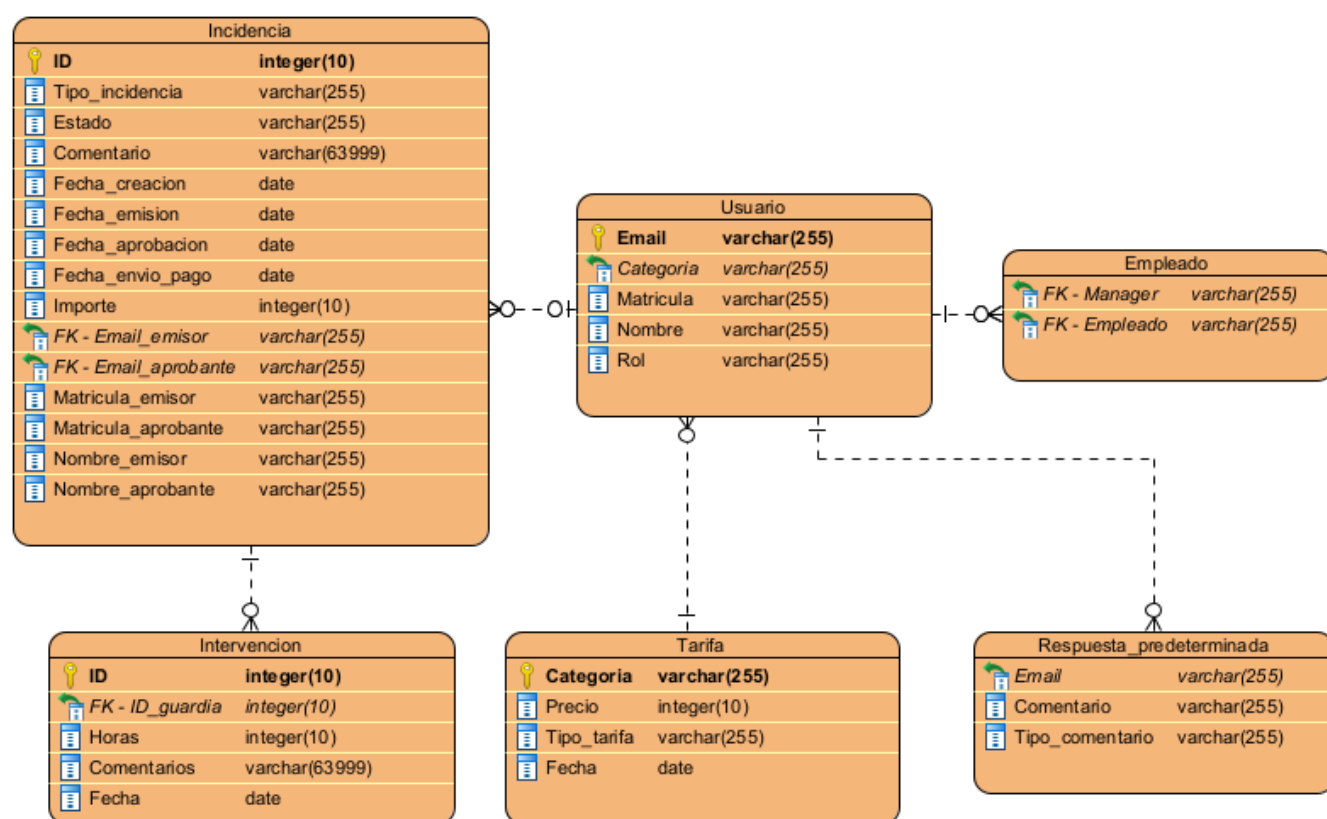 Incidencia
ID integer(10)
Tipo_incidencia varchar(255)
Estado varchar(255)
Comentario varchar(63999)
Fecha_creacion date
Fecha_emision date
Fecha_aprobacion date
Fecha_envio_pago date
Importe integer(10)
FK - Email_emisor varchar(255)
FK - Email_aprobante varchar(255)
Matricula_emisor varchar(255)
Matricula_aprobante varchar(255)
Nombre_emisor varchar(255)
Nombre_aprobante varchar(255)
Usuario
Email varchar(255)
Categoria varchar(255)
Matricula varchar(255)
Nombre varchar(255)
Rol varchar(255)
Empleado
FK - Manager varchar(255)
FK - Empleado varchar(255)
Intervencion
ID integer(10)
FK - ID_guardia integer(10)
Horas integer(10)
Comentarios varchar(63999)
Fecha date
Tarifa
Categoria varchar(255)
Precio integer(10)
Tipo_tarifa varchar(255)
Fecha date
Respuesta_predeterminada
Email varchar(255)
Comentario varchar(255)
Tipo_comentario varchar(255)